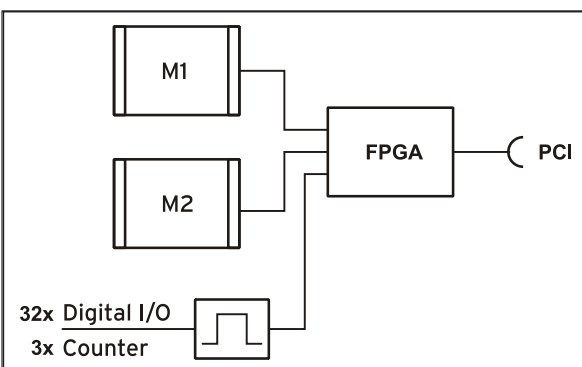 M1
FPGA
PCI
M2
32x Digital I/O
3x Counter